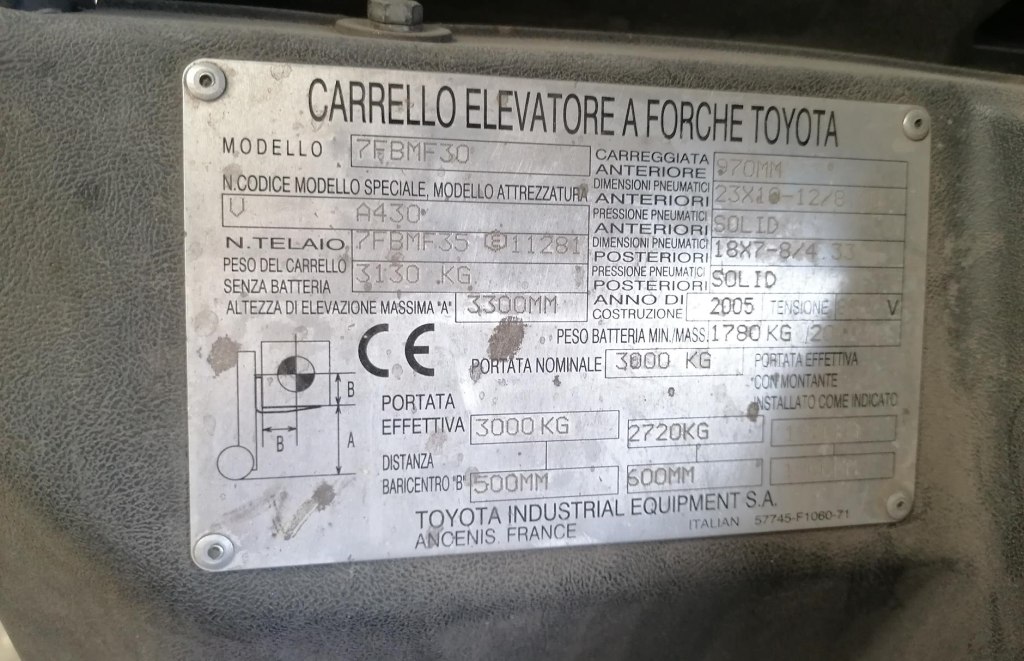 CARRELLO ELEVATORE A FORCHE TOYOTA
MODELLO 7FBMF30
N.CODICE MODELLO SPECIALE, MODELLO ATTREZZATURA
V A430
N.TELAIO 7FBMF35 E 11281
PESO DEL CARRELLO SENZA BATTERIA 3130 KG
ALTEZZA DI ELEVAZIONE MASSIMA "A" 3300MM
CARREGGIATA ANTERIORE 970MM
DIMENSIONI PNEUMATICI ANTERIORI 23X10-12/8
PRESSIONE PNEUMATICI ANTERIORI SOLID
DIMENSIONI PNEUMATICI POSTERIORI 18X7-8/4.33
PRESSIONE PNEUMATICI POSTERIORI SOLID
ANNO DI COSTRUZIONE 2005 TENSIONE V
PESO BATTERIA MIN./MASS. 1780KG /2
CE
PORTATA NOMINALE 3000 KG
PORTATA EFFETTIVA
CON MONTANTE
INSTALLATO COME INDICATO
B
B
A
PORTATA EFFETTIVA 3000KG 2720KG
DISTANZA BARICENTRO "B" 500MM 600MM
TOYOTA INDUSTRIAL EQUIPMENT S.A.
ANCENIS. FRANCE
ITALIAN 57745-F1060-71